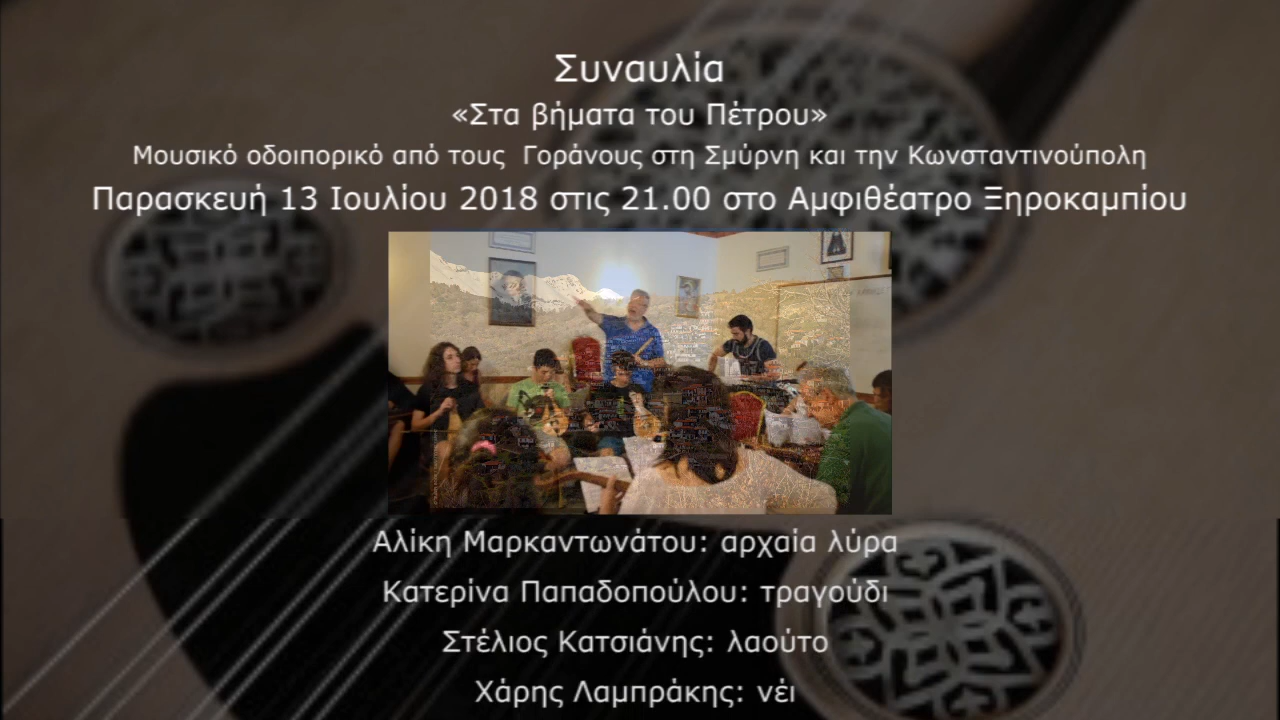 Συναυλία
«Στα βήματα του Πέτρου»
Μουσικό οδοιπορικό από τους Γοράνους στη Σμύρνη και την Κωνσταντινούπολη
Παρασκευή 13 Ιουλίου 2018 στις 21.00 στο Αμφιθέατρο Ξηροκαμπίου
Αλίκη Μαρκαντωνάτου: αρχαία λύρα
Κατερίνα Παπαδοπούλου: τραγούδι
Στέλιος Κατσιάνης: λαούτο
Χάρης Λαμπράκης: νέι